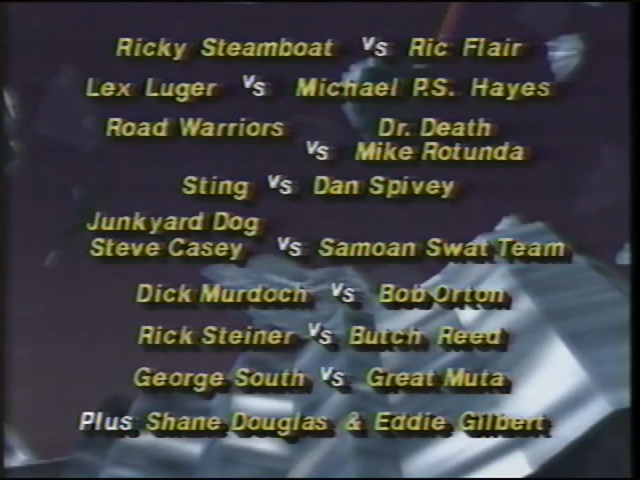 Ricky Steamboat vs Ric Flair
Lex Luger vs Michael P.S. Hayes
Road Warriors Dr. Death
vs Mike Rotunda
Sting vs Dan Spivey
Junkyard Dog
Steve Casey vs Samoan Swat Team
Dick Murdoch vs Bob Orton
Rick Steiner vs Butch Reed
George South vs Great Muta
Plus Shane Douglas & Eddie Gilbert